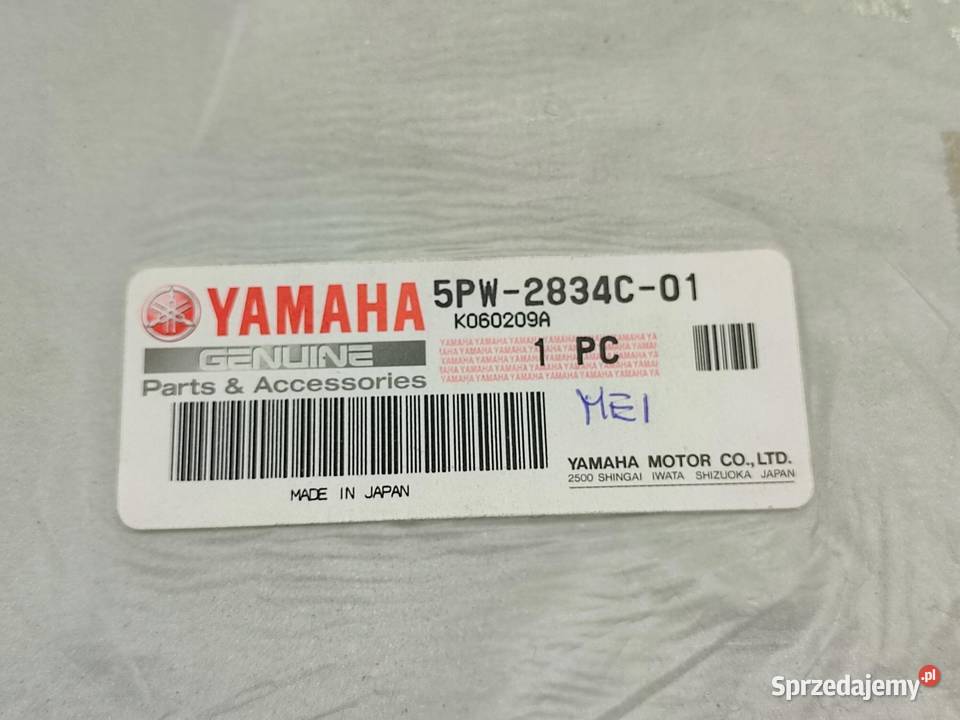 YAMAHA
GENUINE
Parts & Accessories
5PW-2834C-01
K060209A
1 PC
MEI
MADE IN JAPAN
YAMAHA MOTOR CO.,LTD.
2500 SHINGAI IWATA SHIZUOKA JAPAN
Sprzedajemy.pl